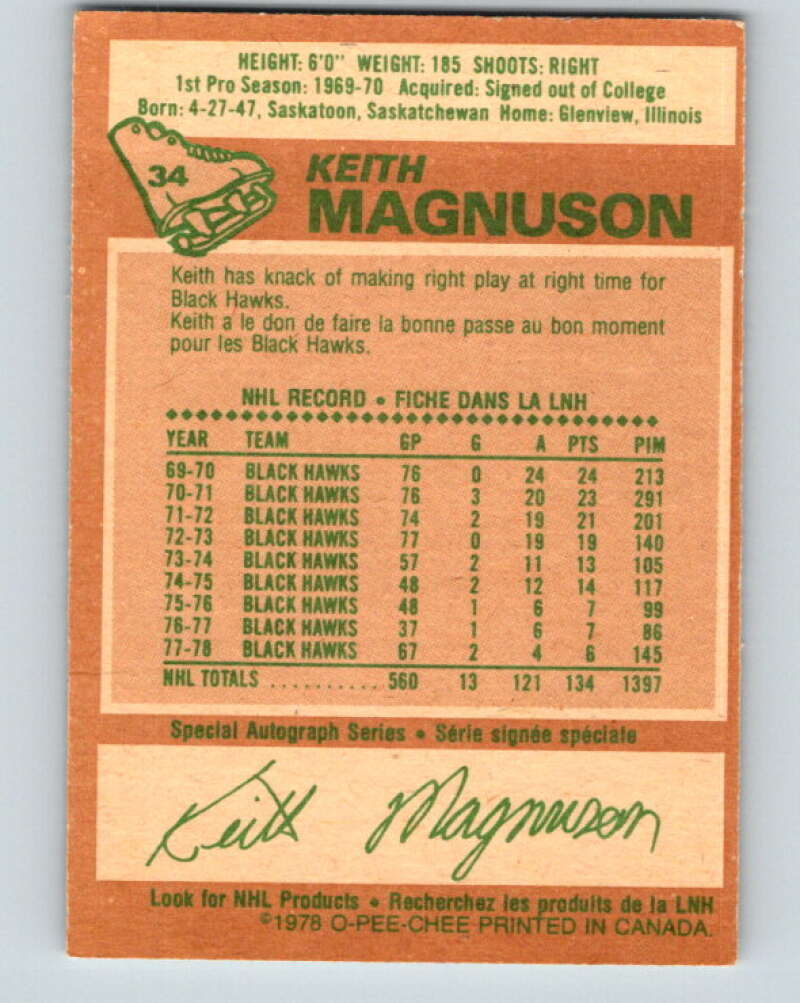 HEIGHT: 6'0" WEIGHT: 185 SHOOTS: RIGHT
1st Pro Season: 1969-70 Acquired: Signed out of College
Born: 4-27-47, Saskatoon, Saskatchewan Home: Glenview, Illinois
34
KEITH
MAGNUSON
Keith has knack of making right play at right time for
Black Hawks.
Keith a le don de faire la bonne passe au bon moment
pour les Black Hawks.
NHL RECORD • FICHE DANS LA LNH
YEAR TEAM GP G A PTS PIM
69-70 BLACK HAWKS 76 0 24 24 213
70-71 BLACK HAWKS 76 3 20 23 291
71-72 BLACK HAWKS 74 2 19 21 201
72-73 BLACK HAWKS 77 0 19 19 140
73-74 BLACK HAWKS 57 2 11 13 105
74-75 BLACK HAWKS 48 2 12 14 117
75-76 BLACK HAWKS 48 1 6 7 99
76-77 BLACK HAWKS 37 1 6 7 86
77-78 BLACK HAWKS 67 2 4 6 145
NHL TOTALS .......... 560 13 121 134 1397
Special Autograph Series • Série signée spéciale
Keith Magnuson
Look for NHL Products • Recherchez les produits de la LNH
©1978 O-PEE-CHEE PRINTED IN CANADA.